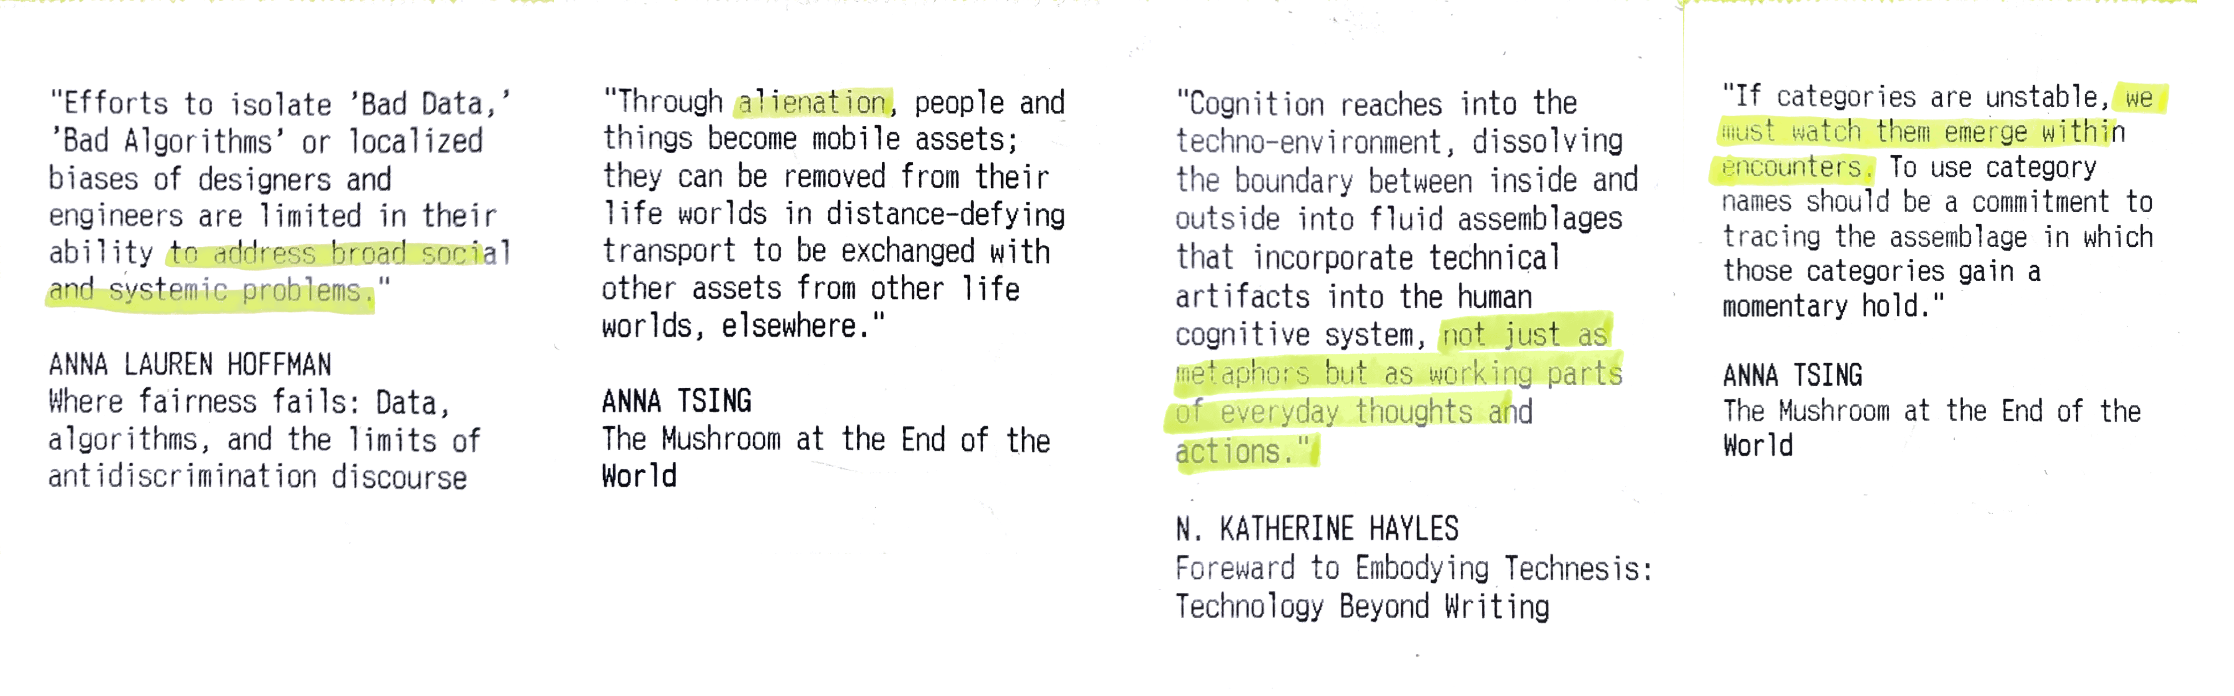 "Efforts to isolate 'Bad Data,'
'Bad Algorithms' or localized
biases of designers and
engineers are limited in their
ability to address broad social
and systemic problems."
ANNA LAUREN HOFFMAN
Where fairness fails: Data,
algorithms, and the limits of
antidiscrimination discourse
"Through alienation, people and
things become mobile assets;
they can be removed from their
life worlds in distance-defying
transport to be exchanged with
other assets from other life
worlds, elsewhere."
ANNA TSING
The Mushroom at the End of the
World
"Cognition reaches into the
techno-environment, dissolving
the boundary between inside and
outside into fluid assemblages
that incorporate technical
artifacts into the human
cognitive system, not just as
metaphors but as working parts
of everyday thoughts and
actions."
N. KATHERINE HAYLES
Foreward to Embodying Technesis:
Technology Beyond Writing
"If categories are unstable, we
must watch them emerge within
encounters. To use category
names should be a commitment to
tracing the assemblage in which
those categories gain a
momentary hold."
ANNA TSING
The Mushroom at the End of the
World